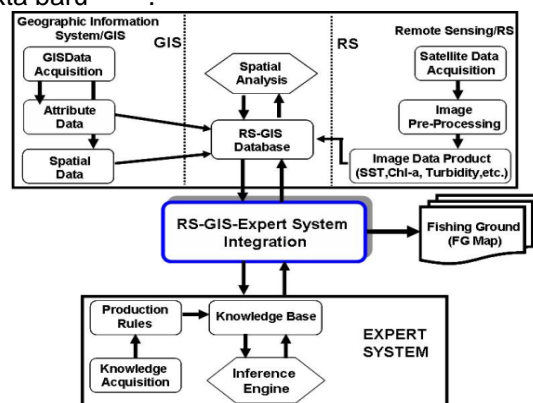 kta baru
Geographic Information
System/GIS
GIS
RS
Remote Sensing/RS
GISData
Acquisition
Spatial
Analysis
Satellite Data
Acquisition
Attribute
Data
RS-GIS
Database
Image
Pre-Processing
Spatial
Data
Image Data Product
(SST,Chl-a, Turbidity,etc.)
RS-GIS-Expert System
Integration
Fishing Ground
(FG Map)
Production
Rules
Knowledge Base
EXPERT
SYSTEM
Knowledge
Acquisition
Inference
Engine